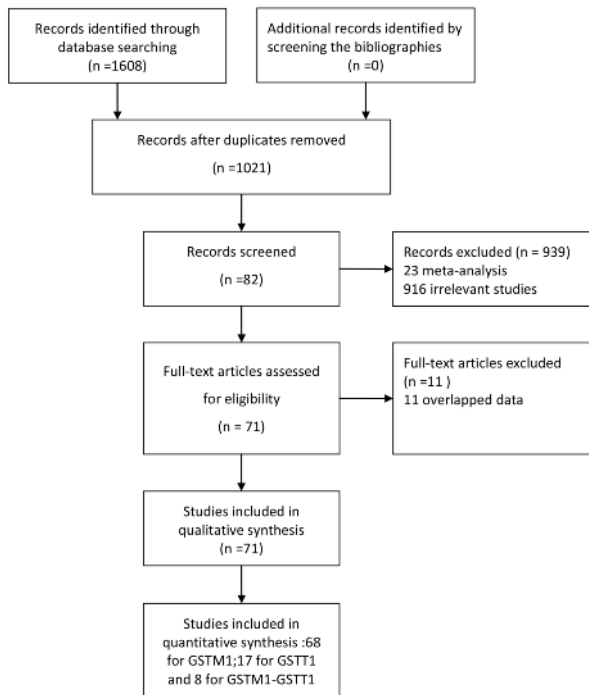 Records identified through
database searching
(n =1608)
Additional records identified by
screening the bibliographies
(n =0)
Records after duplicates removed
(n =1021)
Records screened
(n =82)
Records excluded (n = 939)
23 meta-analysis
916 irrelevant studies
Full-text articles assessed
for eligibility
(n = 71)
Full-text articles excluded
(n =11 )
11 overlapped data
Studies included in
qualitative synthesis
(n =71)
Studies included in
quantitative synthesis :68
for GSTM1;17 for GSTT1
and 8 for GSTM1-GSTT1